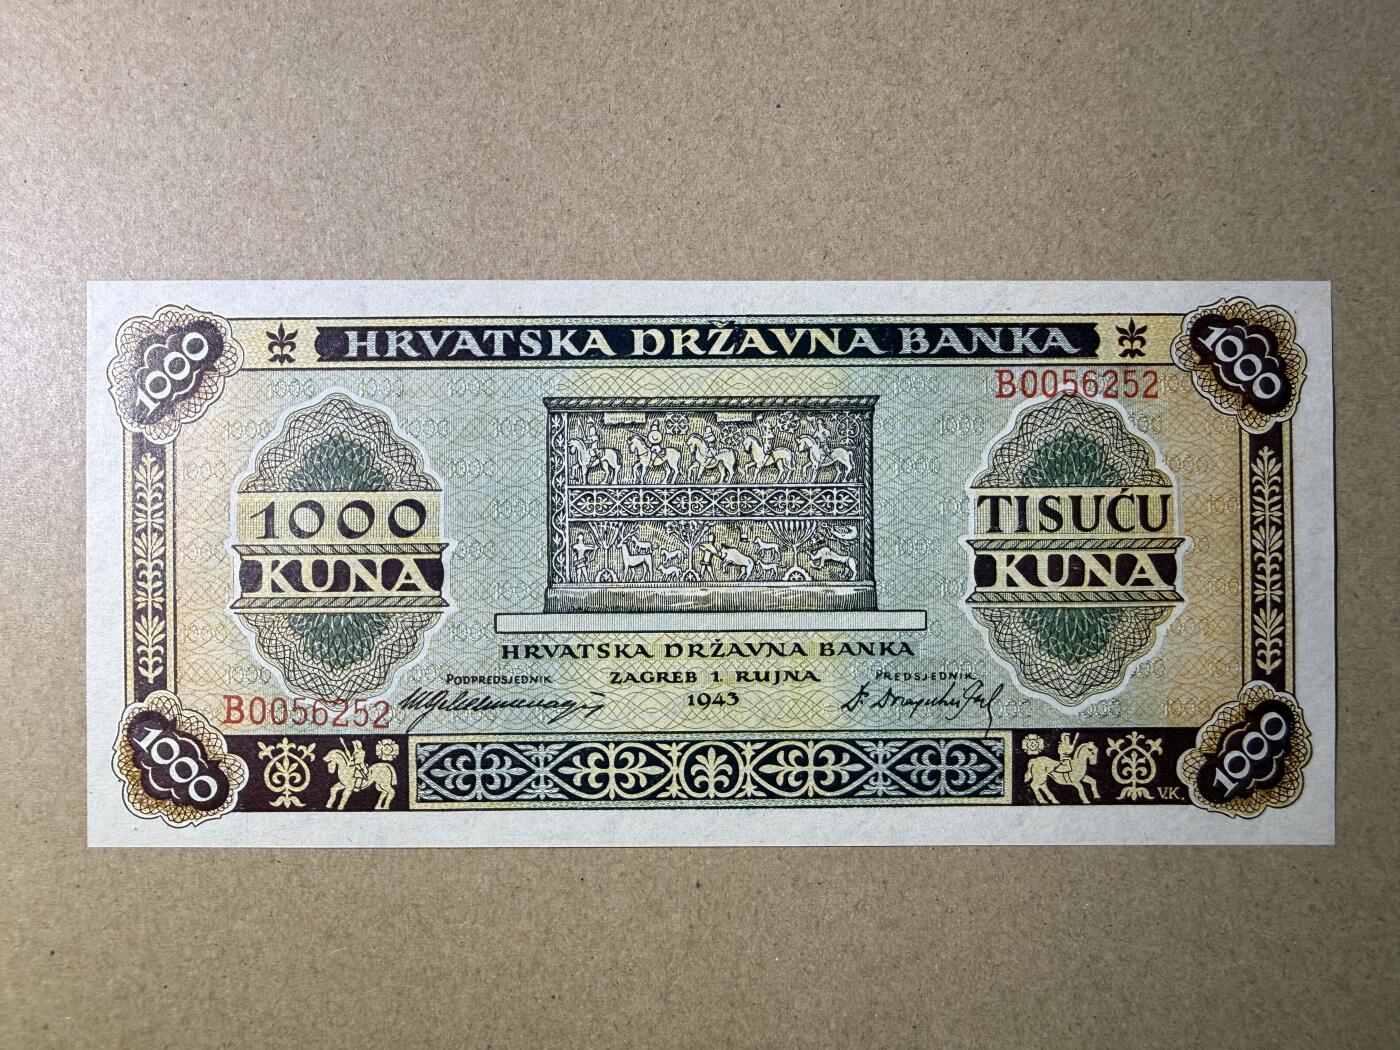 1000
HRVATSKA DRŽAVNA BANKA
1000
B0056252
1000
KUNA
TISUĆU
KUNA
HRVATSKA DRŽAVNA BANKA
PODPREDSJEDNIK
ZAGREB 1. RUJNA
PREDSJEDNIK
1943
B0056252
1000
V.K.
1000